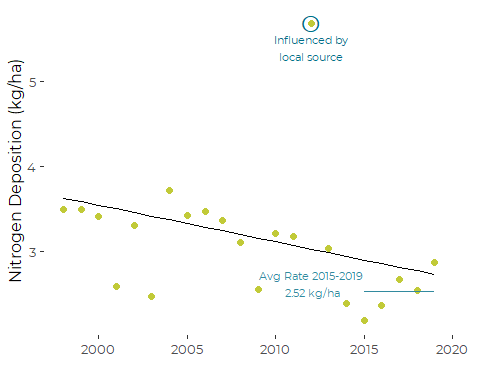 Influenced by
local source
Nitrogen Deposition (kg/ha)
5
4
3
Avg Rate 2015-2019
2.52 kg/ha
2000
2005
2010
2015
2020